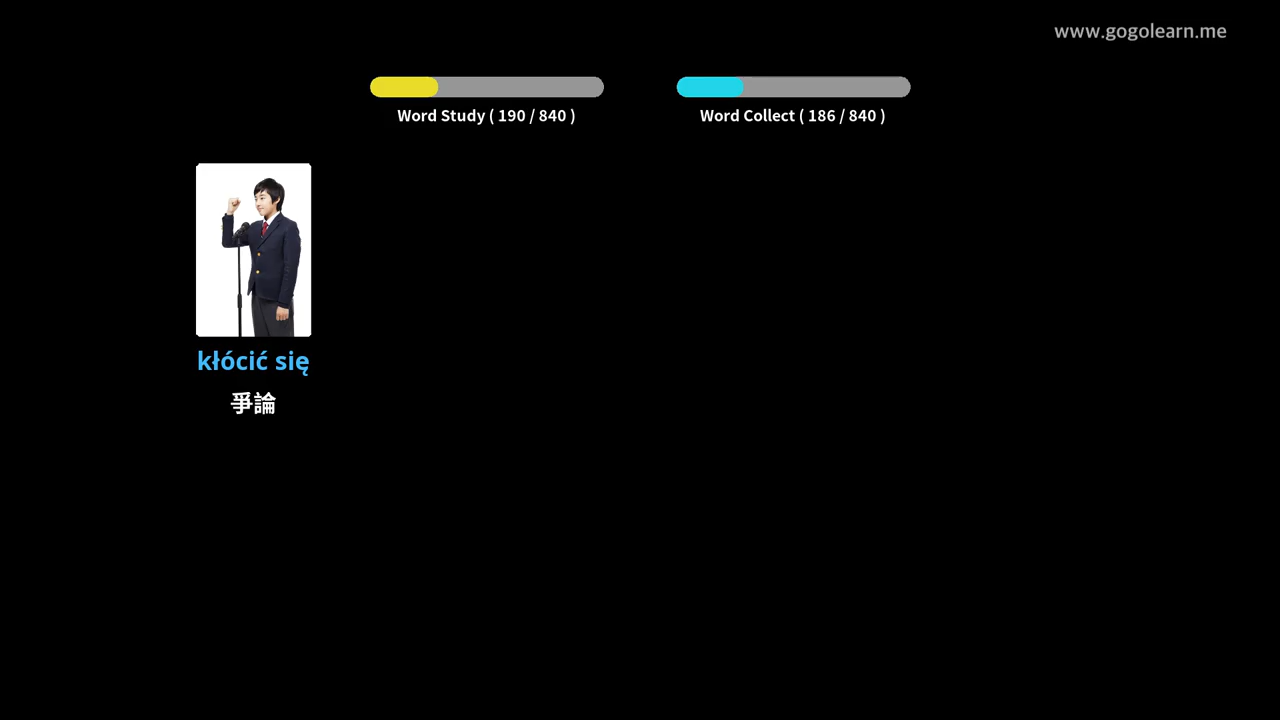 www.gogolearn.me
Word Study ( 190 / 840 )
Word Collect ( 186 / 840 )
kłócić się
爭論